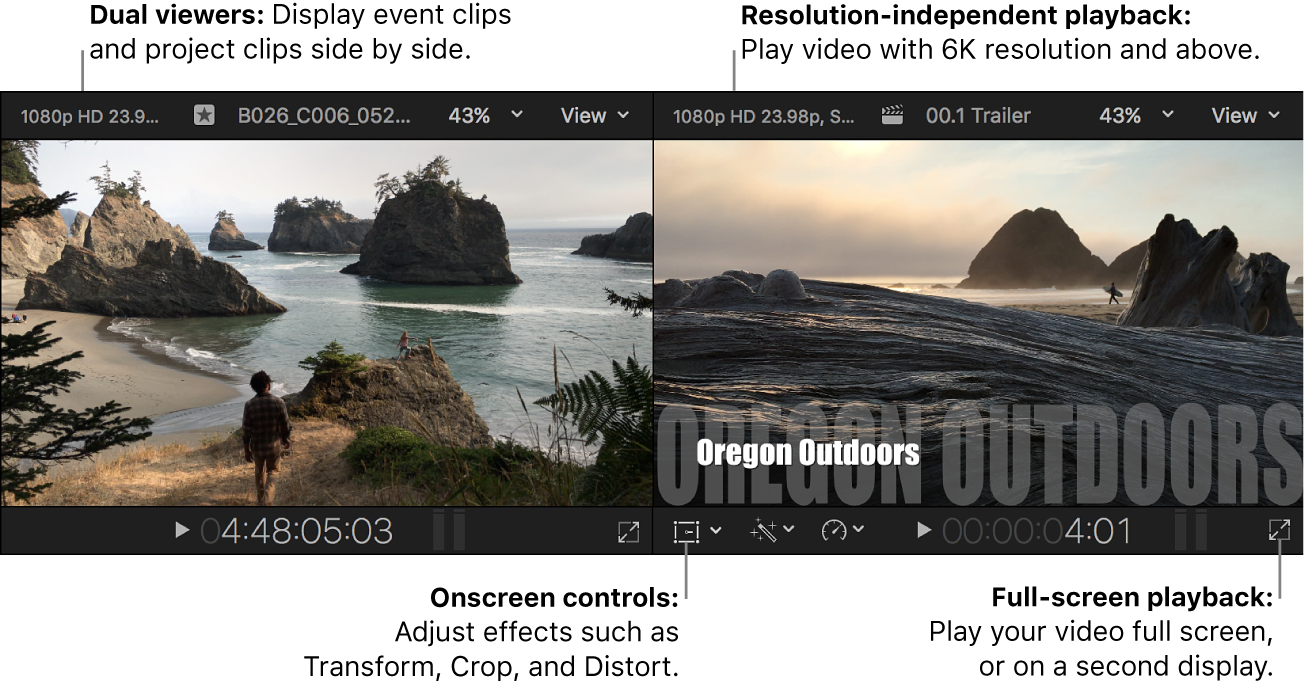 Dual viewers: Display event clips
and project clips side by side.
Resolution-independent playback:
Play video with 6K resolution and above.
1080p HD 23.9... B026_C006_052... 43% View
1080p HD 23.98p, S... 00.1 Trailer 43% View
OREGON OUTDOORS
Oregon Outdoors
04:48:05:03
00:00:04:01
Onscreen controls:
Adjust effects such as
Transform, Crop, and Distort.
Full-screen playback:
Play your video full screen,
or on a second display.